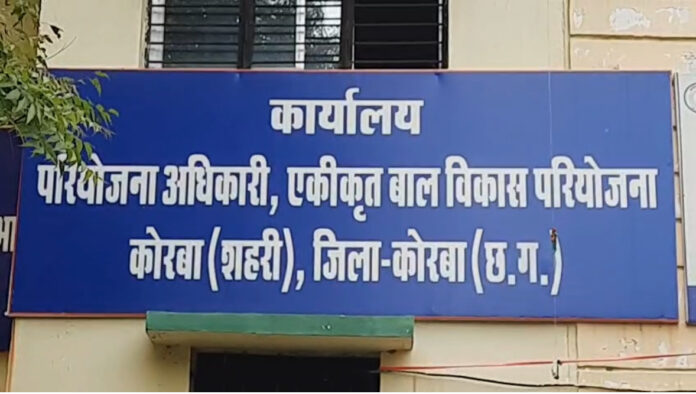 कार्यालय
परियोजना अधिकारी, एकीकृत बाल विकास परियोजना
कोरबा (शहरी), जिला-कोरबा (छ.ग.)